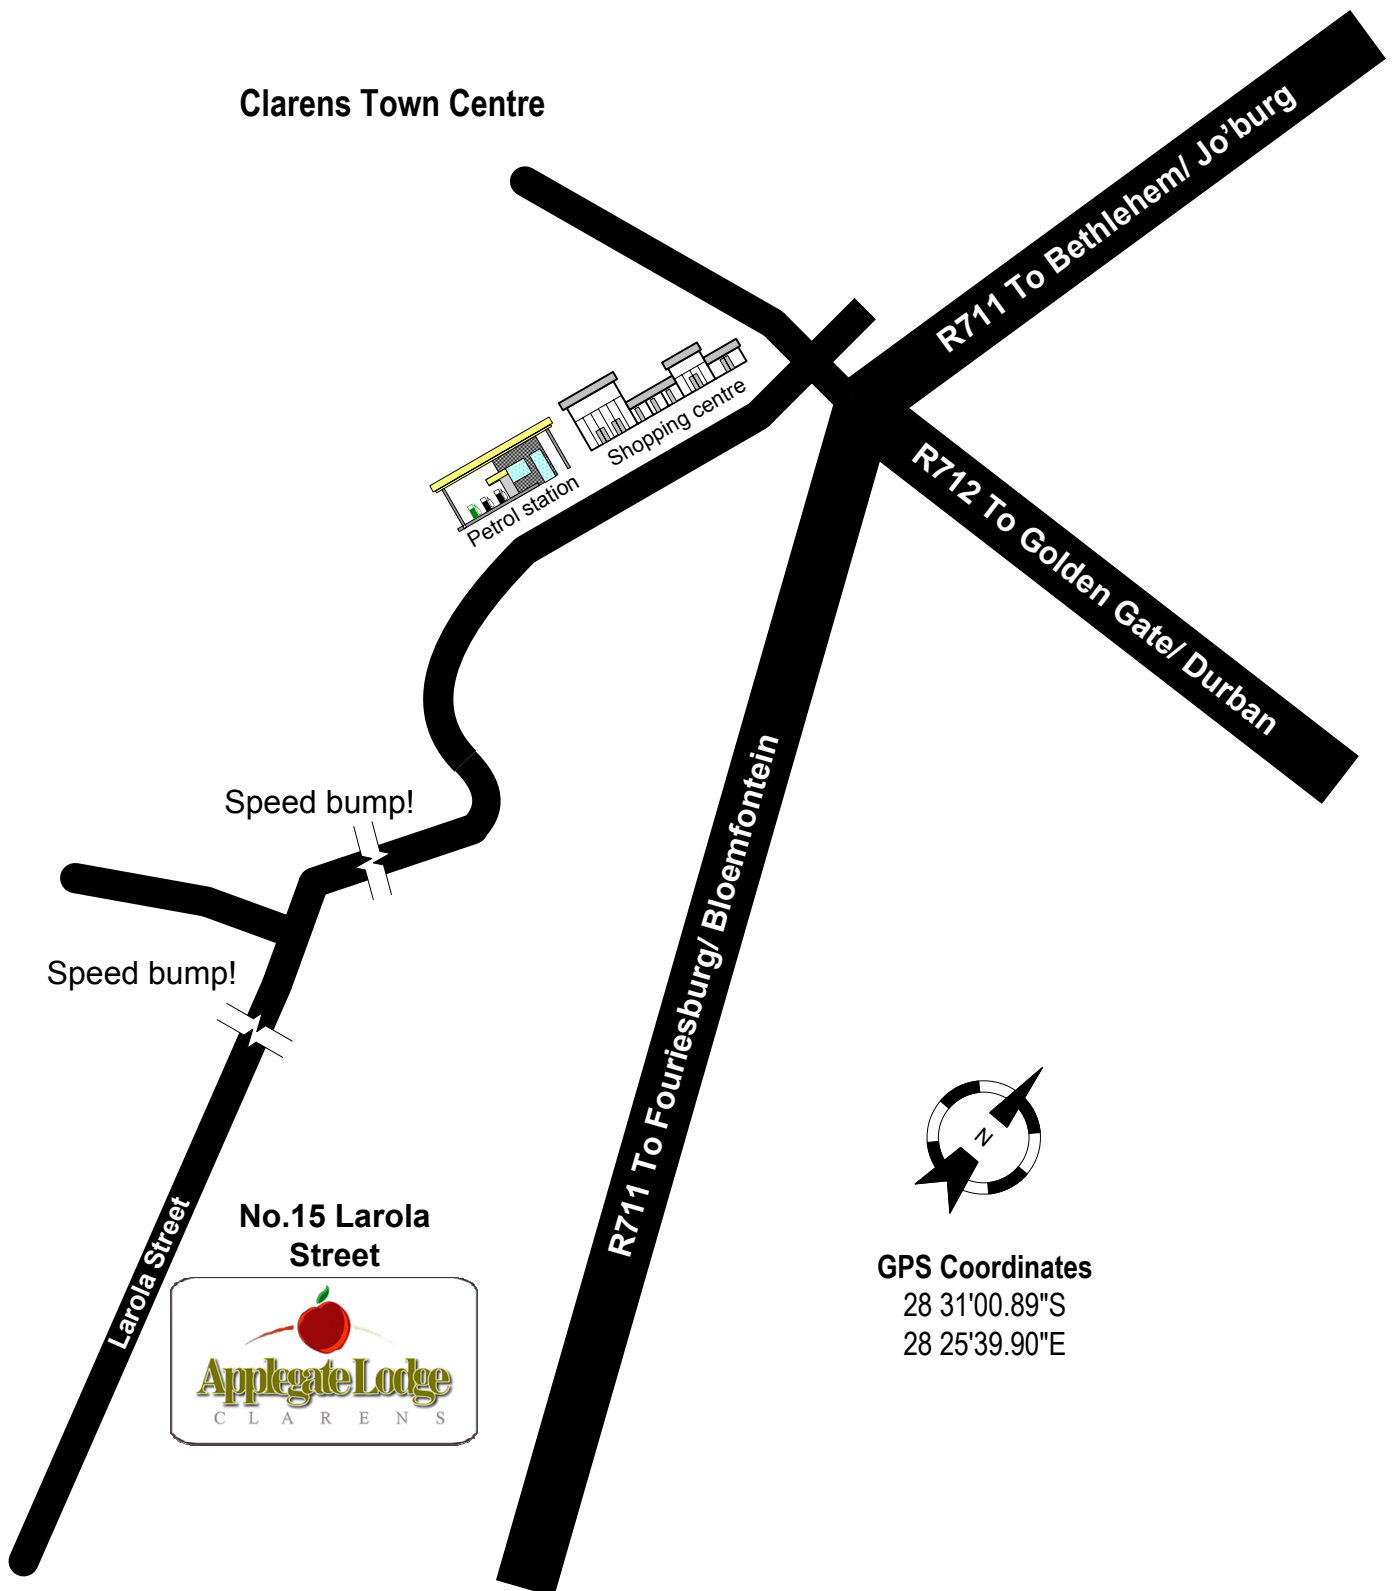 Clarens Town Centre
R711 To Bethlehem/ Jo’burg
Shopping centre
Petrol station
R712 To Golden Gate/ Durban
Speed bump!
R711 To Fouriesburg/ Bloemfontein
Speed bump!
N
Larola Street
No.15 Larola
Street
Applegate Lodge
CLARENS
GPS Coordinates
28 31'00.89"S
28 25'39.90"E